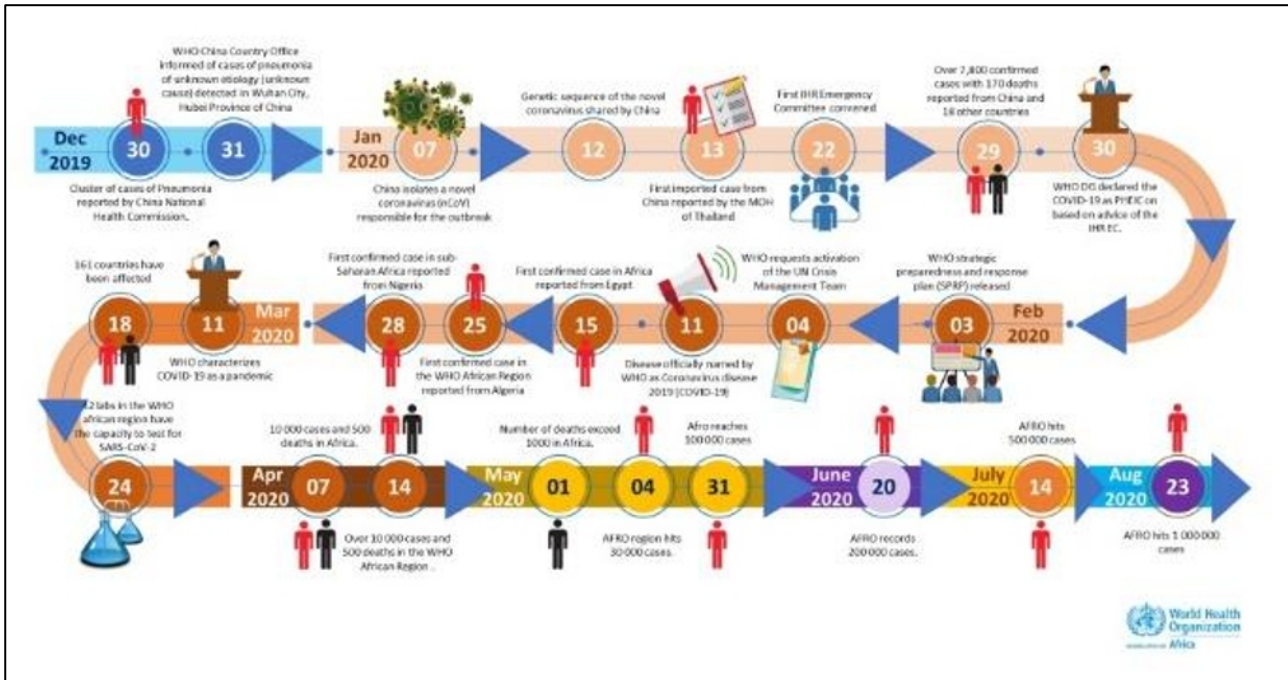 WHO China Country Office
informed of cases of pneumonia
of unknown etiology (unknown
cause) detected in Wuhan City,
Hubei Province of China
Dec
2019
30
31
Cluster of cases of Pneumonia
reported by China National
Health Commission.
Jan
2020
07
China isolates a novel
coronavirus (nCoV)
responsible for the outbreak
Genetic sequence of the novel
coronavirus shared by China
12
13
First imported case from
China reported by the MOH
of Thailand
First IHR Emergency
Committee convened
22
Over 7,800 confirmed
cases with 170 deaths
reported from China and
18 other countries
29
30
WHO DG declared the
COVID-19 as PHEIC on
based on advice of the
IHR EC.
Feb
2020
WHO strategic
preparedness and response
plan (SPRP) released
03
WHO requests activation
of the UN Crisis
Management Team
04
11
Disease officially named by
WHO as Coronavirus disease
2019 (COVID-19)
First confirmed case in Africa
reported from Egypt
15
25
First confirmed case in
the WHO African Region
reported from Algeria
First confirmed case in sub-
Saharan Africa reported
from Nigeria
28
Mar
2020
11
WHO characterizes
COVID-19 as a pandemic
161 countries have
been affected
18
labs in the WHO
african region have
the capacity to test for
SARS-CoV-2
24
Apr
2020
10 000 cases and 500
deaths in Africa.
07
14
Over 10 000 cases and
500 deaths in the WHO
African Region .
May
2020
Number of deaths exceed
1000 in Africa.
01
04
AFRO region hits
30 000 cases.
Afro reaches
100 000 cases
31
June
2020
20
AFRO records
200 000 cases.
July
2020
AFRO hits
500 000 cases
14
Aug
2020
23
AFRO hits 1 000 000
cases
World Health
Organization
Africa